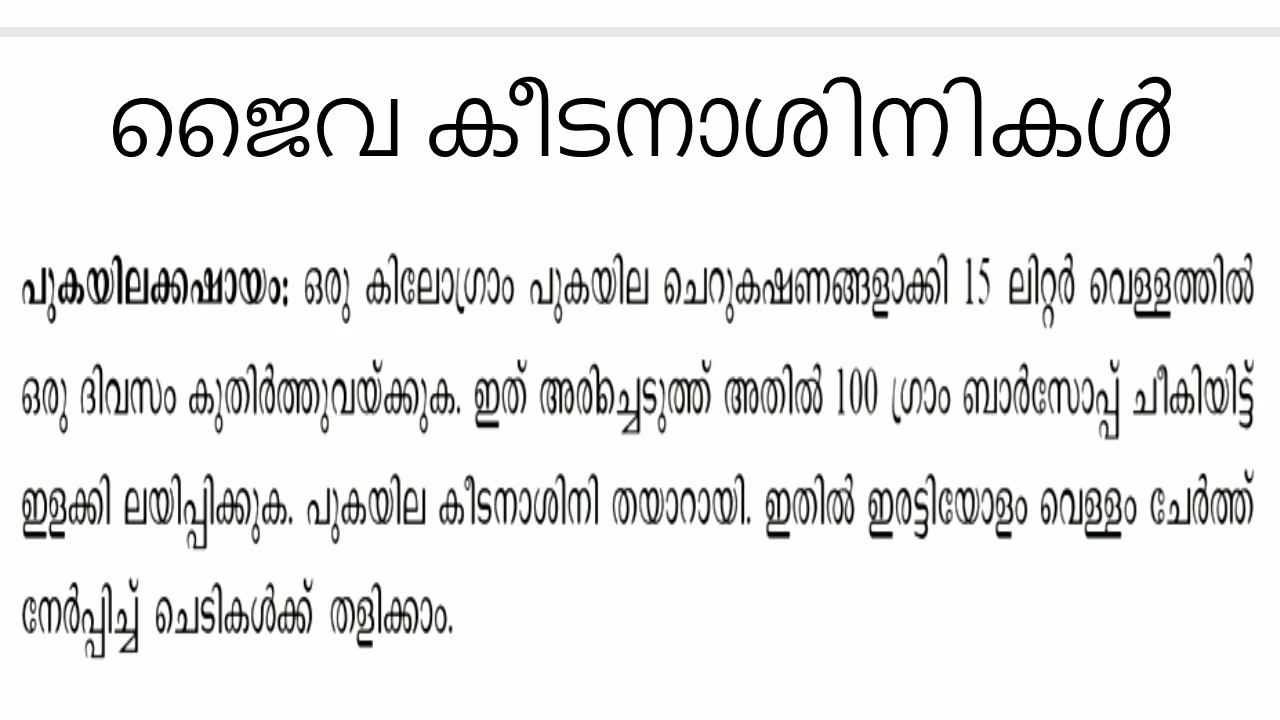 ജൈവ കീടനാശിനികൾ
പുകയിലക്കഷായം: ഒരു കിലോഗ്രാം പുകയില ചെറുകഷണങ്ങളാക്കി 15 ലിറ്റർ വെള്ളത്തിൽ
ഒരു ദിവസം കുതിർത്തുവയ്ക്കുക. ഇത് അരിച്ചെടുത്ത് അതിൽ 100 ഗ്രാം ബാർസോപ്പ് ചീകിയിട്ട്
ഇളക്കി ലയിപ്പിക്കുക. പുകയില കീടനാശിനി തയാറായി. ഇതിൽ ഇരട്ടിയോളം വെള്ളം ചേർത്ത്
നേർപ്പിച്ച് ചെടികൾക്ക് തളിക്കാം.